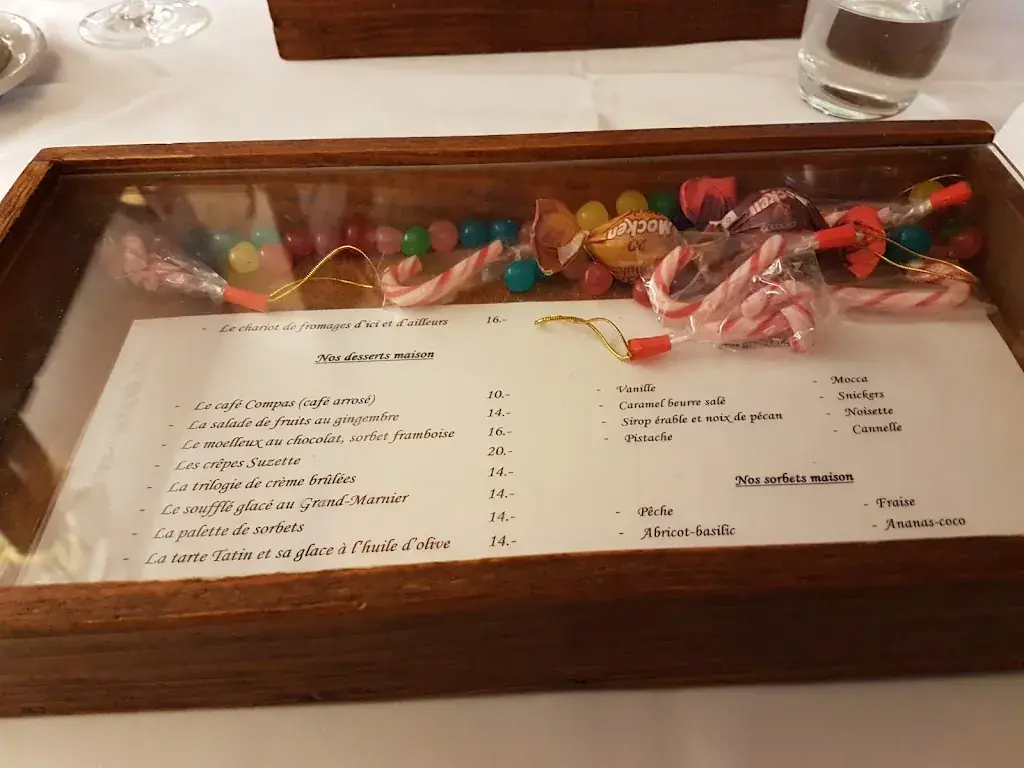 - Le chariot de fromages d'ici et d'ailleurs 16.-
Nos desserts maison
- Le café Compas (café arrosé) 10.-
- La salade de fruits au gingembre 14.-
- Le moelleux au chocolat, sorbet framboise 16.-
- Les crêpes Suzette 20.-
- La trilogie de crème brûlées 14.-
- Le soufflé glacé au Grand-Marnier 14.-
- La palette de sorbets 14.-
- La tarte Tatin et sa glace à l'huile d'olive 14.-
- Vanille
- Caramel beurre salé
- Sirop érable et noix de pécan
- Pistache
- Mocca
- Snickers
- Noisette
- Cannelle
Nos sorbets maison
- Pêche
- Abricot-basilic
- Fraise
- Ananas-coco
Mocken